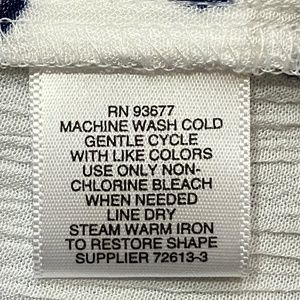 RN 93677
MACHINE WASH COLD
GENTLE CYCLE
WITH LIKE COLORS
USE ONLY NON-
CHLORINE BLEACH
WHEN NEEDED
LINE DRY
STEAM WARM IRON
TO RESTORE SHAPE
SUPPLIER 72613-3